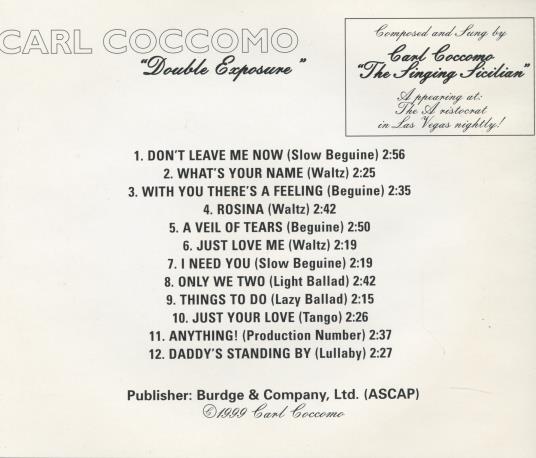 CARL COCCOMO
"Double Exposure"
Composed and Sung by
Carl Coccomo
"The Singing Sicilian"
Appearing at:
The Aristocrat
in Las Vegas nightly!
1. DON'T LEAVE ME NOW (Slow Beguine) 2:56
2. WHAT'S YOUR NAME (Waltz) 2:25
3. WITH YOU THERE'S A FEELING (Beguine) 2:35
4. ROSINA (Waltz) 2:42
5. A VEIL OF TEARS (Beguine) 2:50
6. JUST LOVE ME (Waltz) 2:19
7. I NEED YOU (Slow Beguine) 2:19
8. ONLY WE TWO (Light Ballad) 2:42
9. THINGS TO DO (Lazy Ballad) 2:15
10. JUST YOUR LOVE (Tango) 2:26
11. ANYTHING! (Production Number) 2:37
12. DADDY'S STANDING BY (Lullaby) 2:27
Publisher: Burdge & Company, Ltd. (ASCAP)
©1999 Carl Coccomo